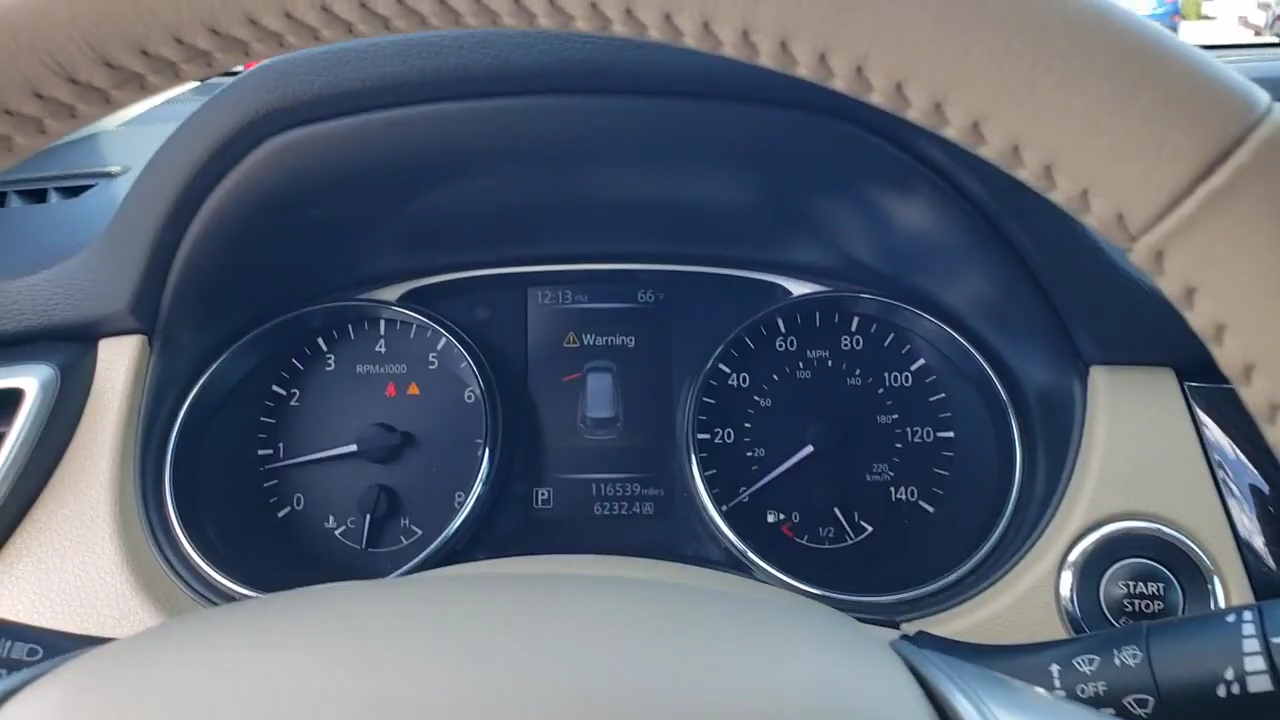 12:13 PM 66°F
Warning
RPMx1000
0
1
2
3
4
5
6
7
8
C H
P
116539 miles
6232.4 A
MPH
0
20
40
60
80
100
120
140
20
60
100
140
180
220
km/h
0 1/2 1
START
STOP
OFF